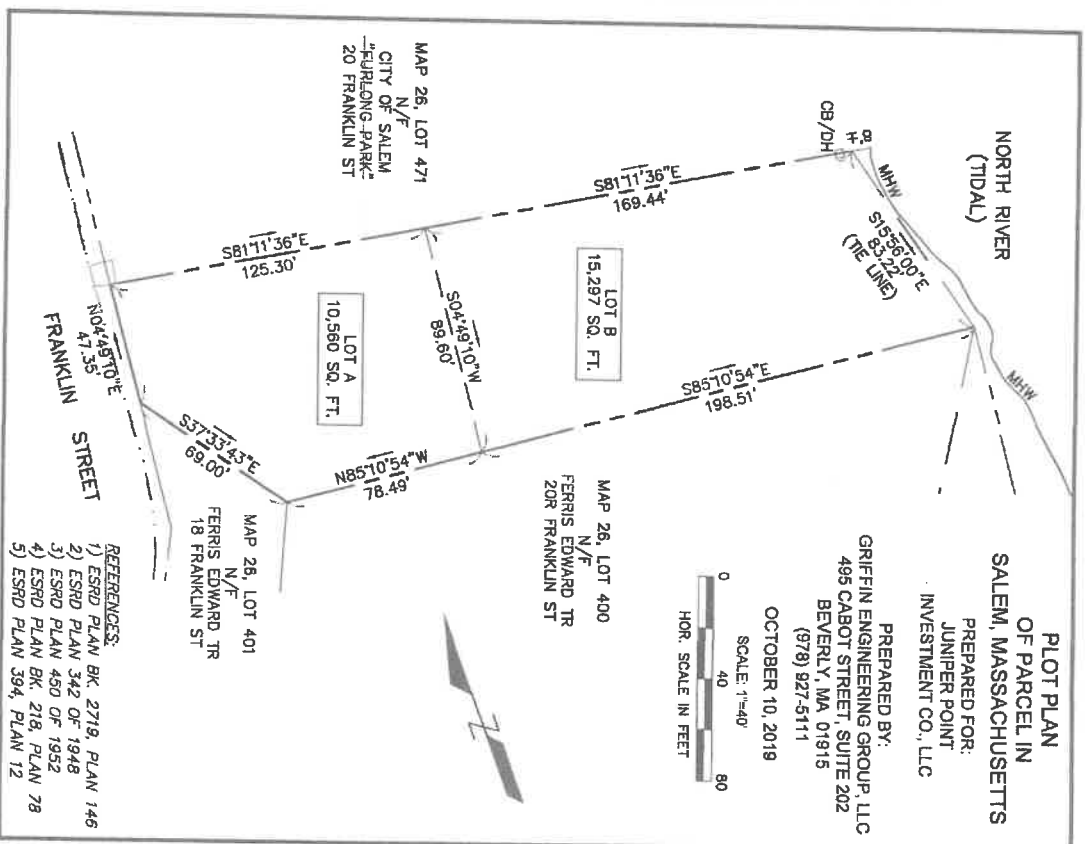 PLOT PLAN
OF PARCEL IN
SALEM, MASSACHUSETTS
PREPARED FOR:
JUNIPER POINT
INVESTMENT CO., LLC
PREPARED BY:
GRIFFIN ENGINEERING GROUP, LLC
495 CABOT STREET, SUITE 202
BEVERLY, MA 01915
(978) 927-5111
OCTOBER 10, 2019
SCALE: 1"=40'
0 40 80
HOR. SCALE IN FEET
NORTH RIVER
(TIDAL)
MHW
MHW
CB/DH
S15°56'00"E
83.22'
(TIE LINE)
S81°11'36"E
169.44'
LOT B
15,297 SQ. FT.
S85°10'54"E
198.51'
MAP 26, LOT 400
N/F
FERRIS EDWARD TR
20R FRANKLIN ST
MAP 26, LOT 471
N/F
CITY OF SALEM
"FURLONG PARK"
20 FRANKLIN ST
S04°49'10"W
89.60'
S81°11'36"E
125.30'
LOT A
10,560 SQ. FT.
N85°10'54"W
78.49'
MAP 26, LOT 401
N/F
FERRIS EDWARD TR
18 FRANKLIN ST
S37°33'43"E
69.00'
N04°49'10"E
47.35'
FRANKLIN STREET
REFERENCES:
1) ESRD PLAN BK. 2719, PLAN 146
2) ESRD PLAN 342 OF 1948
3) ESRD PLAN 450 OF 1952
4) ESRD PLAN BK. 218, PLAN 78
5) ESRD PLAN 394, PLAN 12